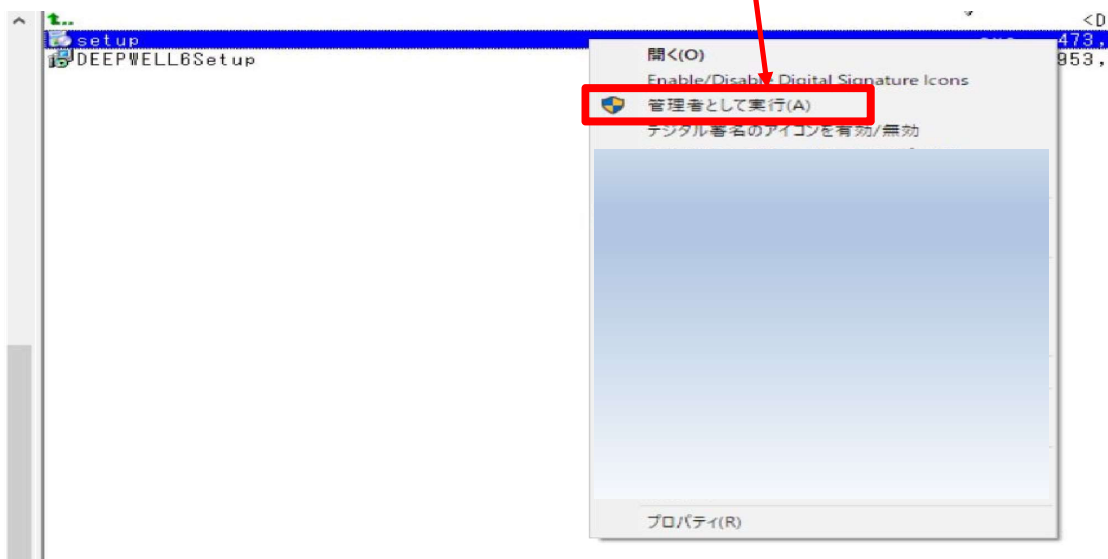 t..
<D
setup
473,
DEEPWELL6Setup
953,
開く(O)
Enable/Disable Digital Signature Icons
管理者として実行(A)
デジタル署名のアイコンを有効/無効
プロパティ(R)